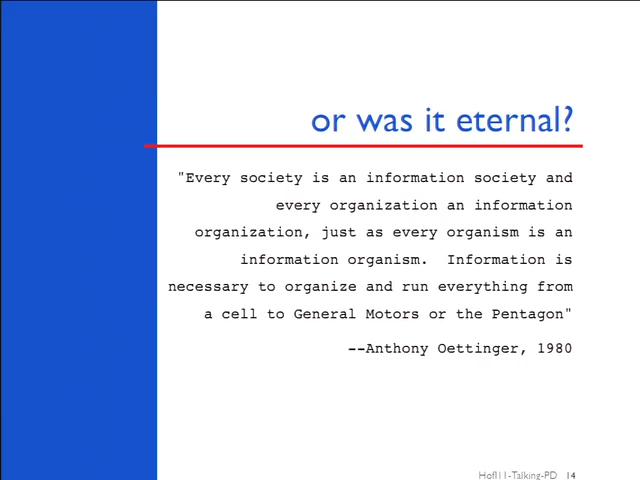 or was it eternal?
"Every society is an information society and
every organization an information
organization, just as every organism is an
information organism.  Information is
necessary to organize and run everything from
a cell to General Motors or the Pentagon"
--Anthony Oettinger, 1980
HofI11-Talking-PD 14